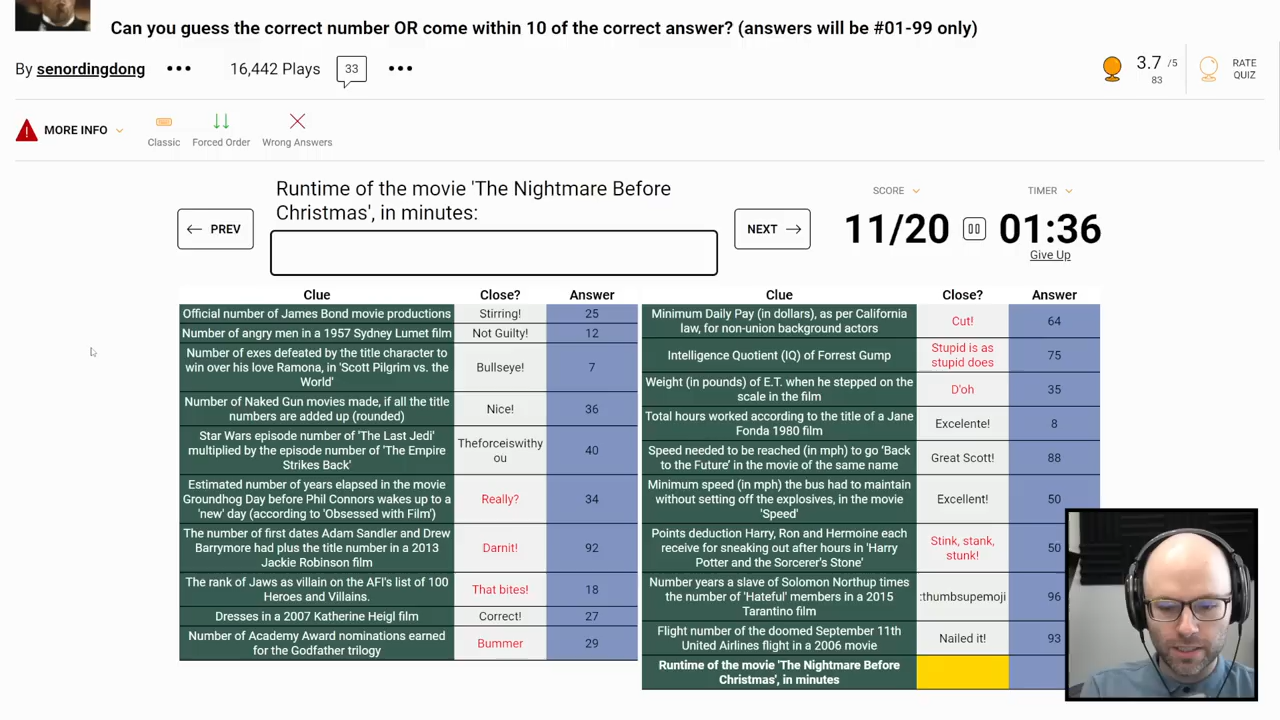 Can you guess the correct number OR come within 10 of the correct answer? (answers will be #01-99 only)
By senordingdong ••• 16,442 Plays 33 •••
3.7 /5
83
RATE
QUIZ
MORE INFO
Classic
Forced Order
Wrong Answers
Runtime of the movie 'The Nightmare Before
Christmas', in minutes:
← PREV
NEXT →
SCORE
11/20
TIMER
01:36
Give Up
Clue Close? Answer
Official number of James Bond movie productions Stirring! 25
Number of angry men in a 1957 Sydney Lumet film Not Guilty! 12
Number of exes defeated by the title character to
win over his love Ramona, in 'Scott Pilgrim vs. the
World'
Bullseye! 7
Number of Naked Gun movies made, if all the title
numbers are added up (rounded)
Nice! 36
Star Wars episode number of 'The Last Jedi'
multiplied by the episode number of 'The Empire
Strikes Back'
Theforceiswithy
ou
40
Estimated number of years elapsed in the movie
Groundhog Day before Phil Connors wakes up to a
'new' day (according to 'Obsessed with Film')
Really? 34
The number of first dates Adam Sandler and Drew
Barrymore had plus the title number in a 2013
Jackie Robinson film
Darnit! 92
The rank of Jaws as villain on the AFI's list of 100
Heroes and Villains.
That bites! 18
Dresses in a 2007 Katherine Heigl film Correct! 27
Number of Academy Award nominations earned
for the Godfather trilogy
Bummer 29
Clue Close? Answer
Minimum Daily Pay (in dollars), as per California
law, for non-union background actors
Cut! 64
Intelligence Quotient (IQ) of Forrest Gump
Stupid is as
stupid does
75
Weight (in pounds) of E.T. when he stepped on the
scale in the film
D'oh 35
Total hours worked according to the title of a Jane
Fonda 1980 film
Excelente! 8
Speed needed to be reached (in mph) to go 'Back
to the Future' in the movie of the same name
Great Scott! 88
Minimum speed (in mph) the bus had to maintain
without setting off the explosives, in the movie
'Speed'
Excellent! 50
Points deduction Harry, Ron and Hermoine each
receive for sneaking out after hours in 'Harry
Potter and the Sorcerer's Stone'
Stink, stank,
stunk!
50
Number years a slave of Solomon Northup times
the number of 'Hateful' members in a 2015
Tarantino film
:thumbsupemoji 96
Flight number of the doomed September 11th
United Airlines flight in a 2006 movie
Nailed it! 93
Runtime of the movie 'The Nightmare Before
Christmas', in minutes